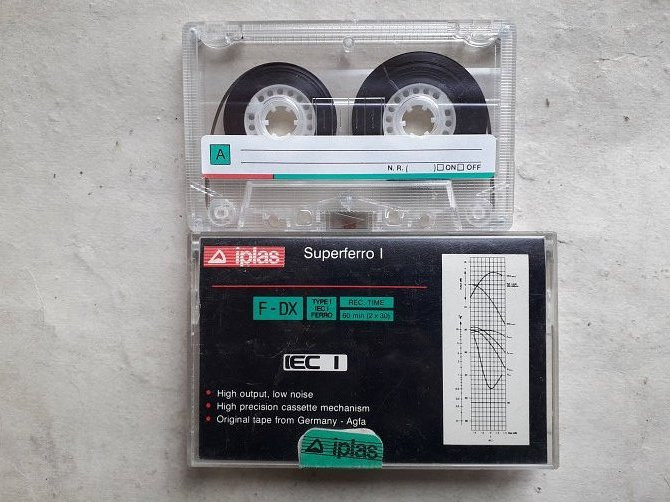 A
N. R. ( ) ☐ ON ☐ OFF
iplas
Superferro I
F-DX
TYPE I
IEC I
FERRO
REC. TIME
60 min (2 x 30)
IEC I
• High output, low noise
• High precision cassette mechanism
• Original tape from Germany - Agfa
iplas